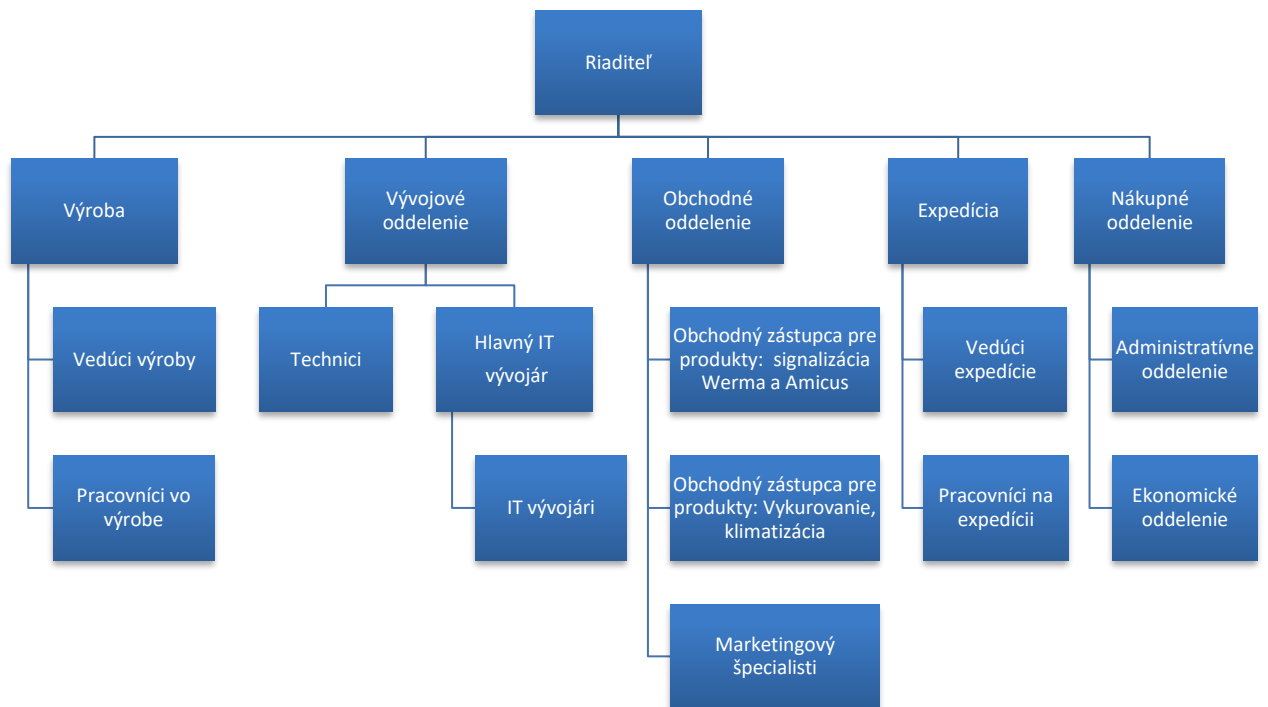 Riaditeľ
Výroba
Vývojové
oddelenie
Obchodné
oddelenie
Expedícia
Nákupné
oddelenie
Vedúci výroby
Technici
Hlavný IT
vývojár
Obchodný zástupca pre
produkty: signalizácia
Werma a Amicus
Vedúci
expedície
Administratívne
oddelenie
Pracovníci vo
výrobe
IT vývojári
Obchodný zástupca pre
produkty: Vykurovanie,
klimatizácia
Pracovníci na
expedícii
Ekonomické
oddelenie
Marketingový
špecialisti